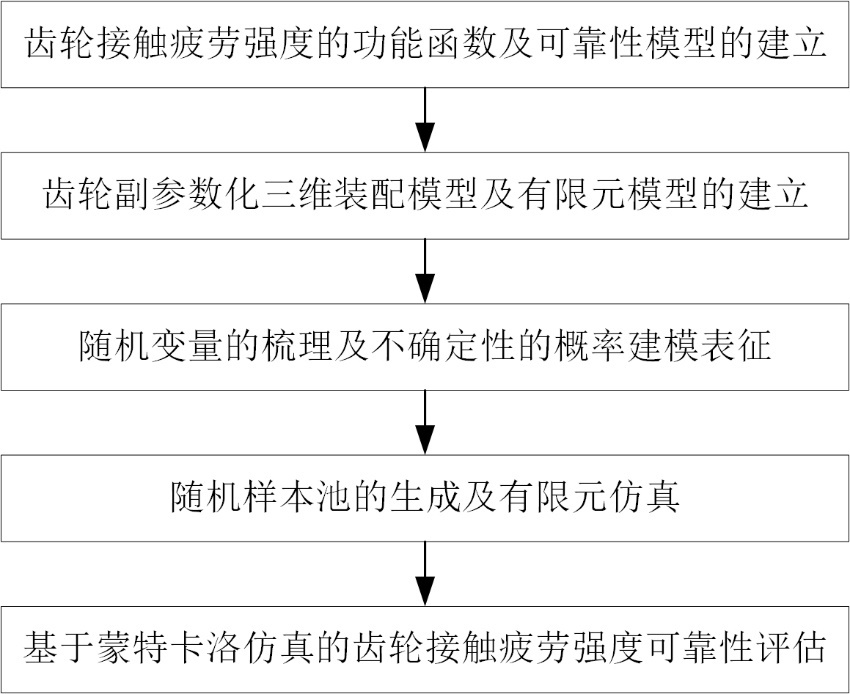 齿轮接触疲劳强度的功能函数及可靠性模型的建立
齿轮副参数化三维装配模型及有限元模型的建立
随机变量的梳理及不确定性的概率建模表征
随机样本池的生成及有限元仿真
基于蒙特卡洛仿真的齿轮接触疲劳强度可靠性评估